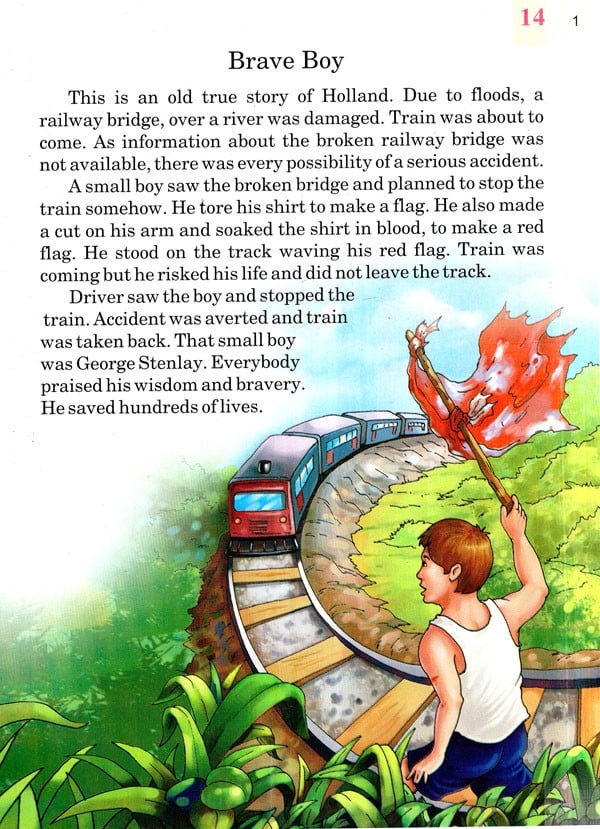 14 1
Brave Boy
This is an old true story of Holland. Due to floods, a
railway bridge, over a river was damaged. Train was about to
come. As information about the broken railway bridge was
not available, there was every possibility of a serious accident.
A small boy saw the broken bridge and planned to stop the
train somehow. He tore his shirt to make a flag. He also made
a cut on his arm and soaked the shirt in blood, to make a red
flag. He stood on the track waving his red flag. Train was
coming but he risked his life and did not leave the track.
Driver saw the boy and stopped the
train. Accident was averted and train
was taken back. That small boy
was George Stenlay. Everybody
praised his wisdom and bravery.
He saved hundreds of lives.